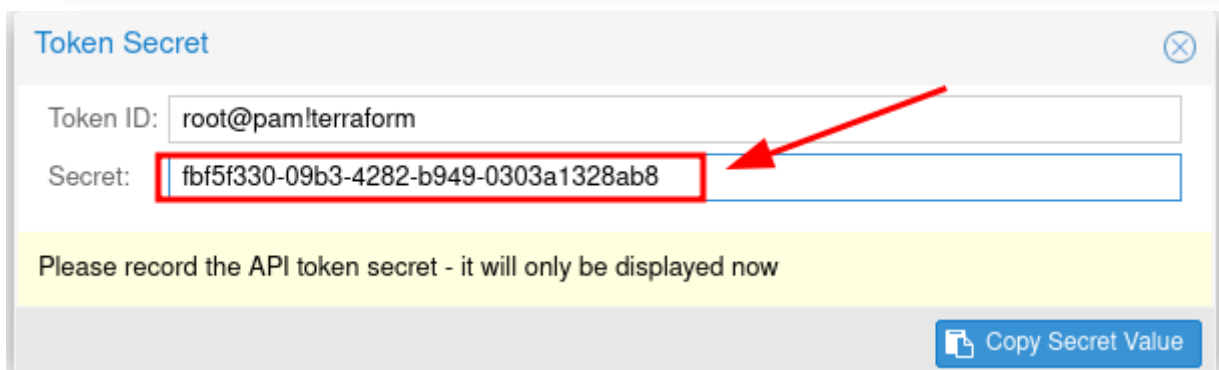 Token Secret
Token ID: root@pam!terraform
Secret: fbf5f330-09b3-4282-b949-0303a1328ab8
Please record the API token secret - it will only be displayed now
Copy Secret Value